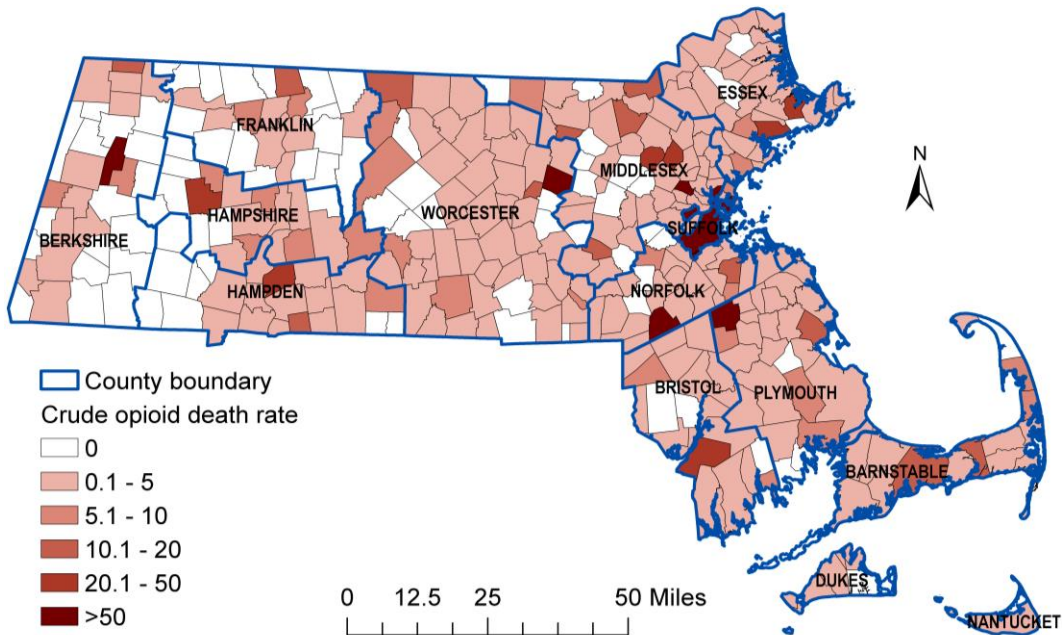 ESSEX
FRANKLIN
MIDDLESEX
N
HAMPSHIRE
WORCESTER
SUFFOLK
BERKSHIRE
HAMPDEN
NORFOLK
County boundary
BRISTOL
PLYMOUTH
Crude opioid death rate
0
0.1 - 5
BARNSTABLE
5.1 - 10
10.1 - 20
20.1 - 50
DUKES
0 12.5 25 50 Miles
>50
NANTUCKET